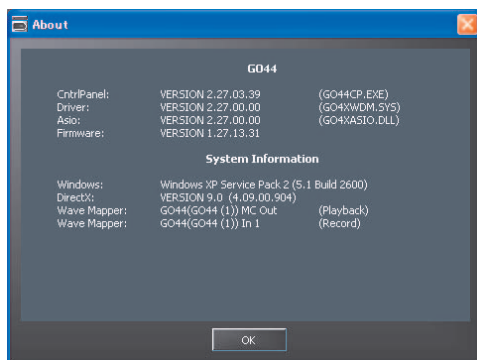 About
GO44
CntrlPanel: VERSION 2.27.03.39 (GO44CP.EXE)
Driver: VERSION 2.27.00.00 (GO4XWDM.SYS)
Asio: VERSION 2.27.00.00 (GO4XASIO.DLL)
Firmware: VERSION 1.27.13.31
System Information
Windows: Windows XP Service Pack 2 (5.1 Build 2600)
DirectX: VERSION 9.0 (4.09.00.904)
Wave Mapper: GO44(GO44 (1)) MC Out (Playback)
Wave Mapper: GO44(GO44 (1)) In 1 (Record)
OK